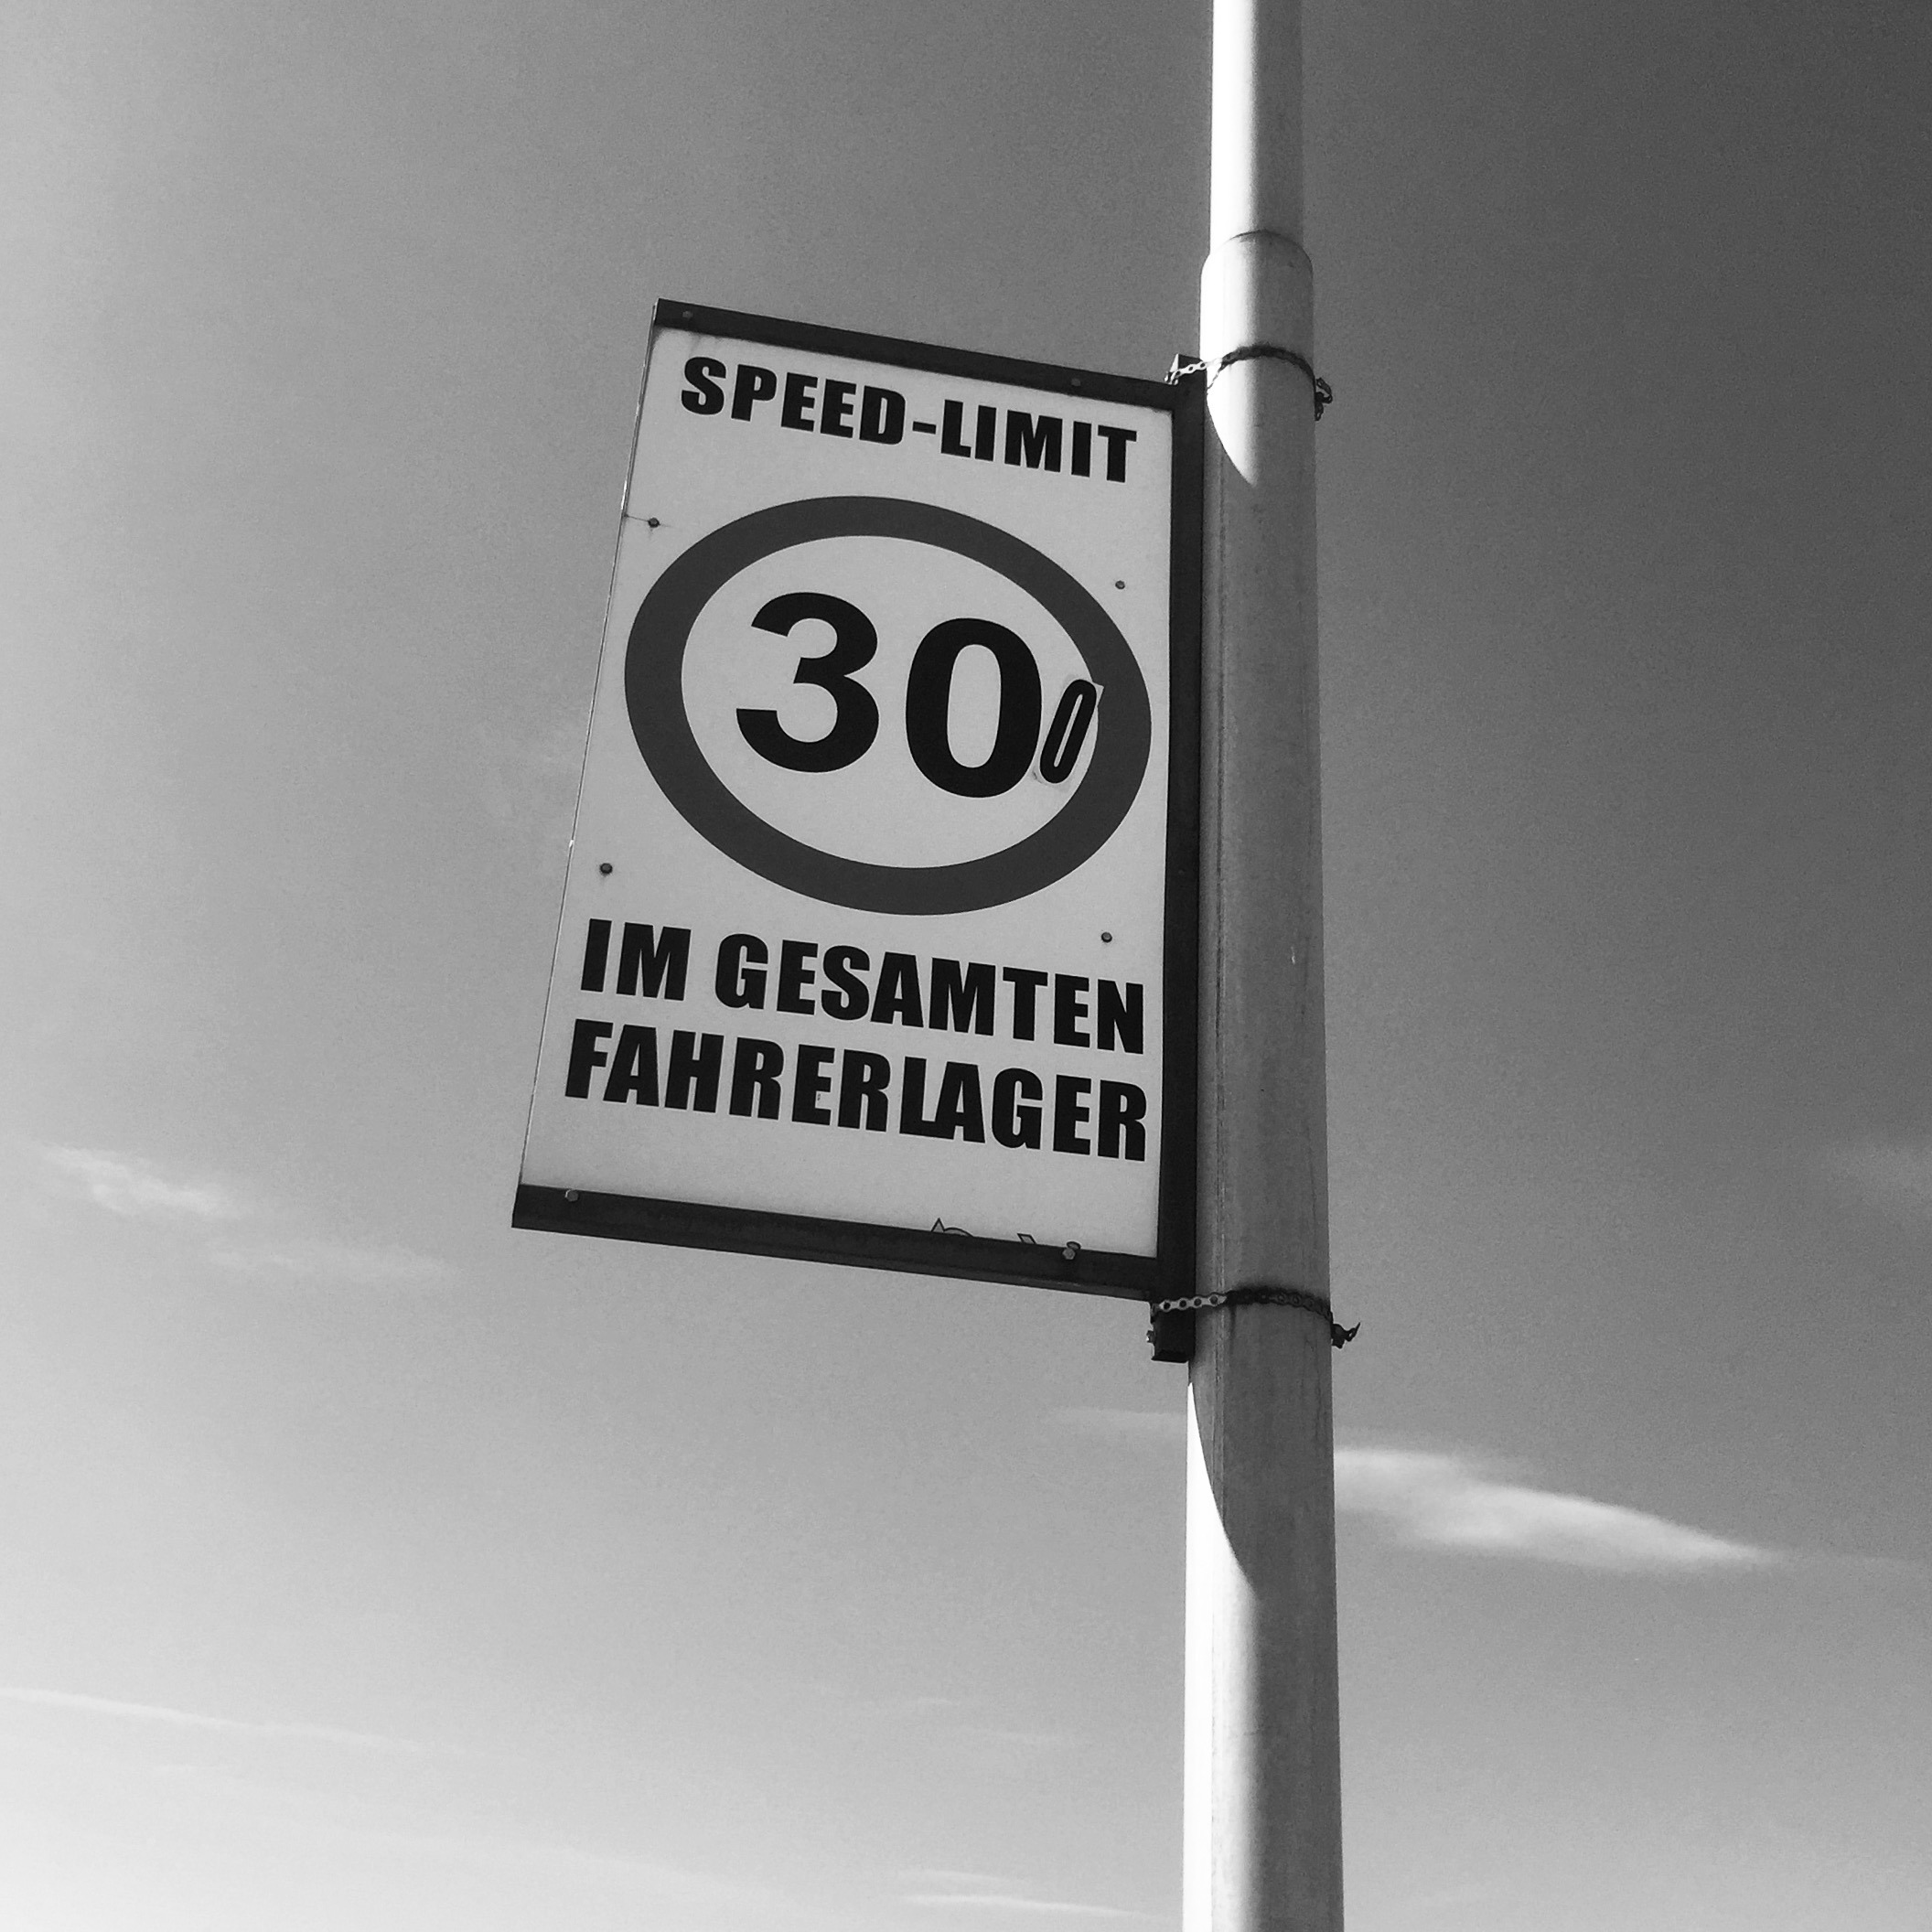 SPEED-LIMIT
300
IM GESAMTEN
FAHRERLAGER